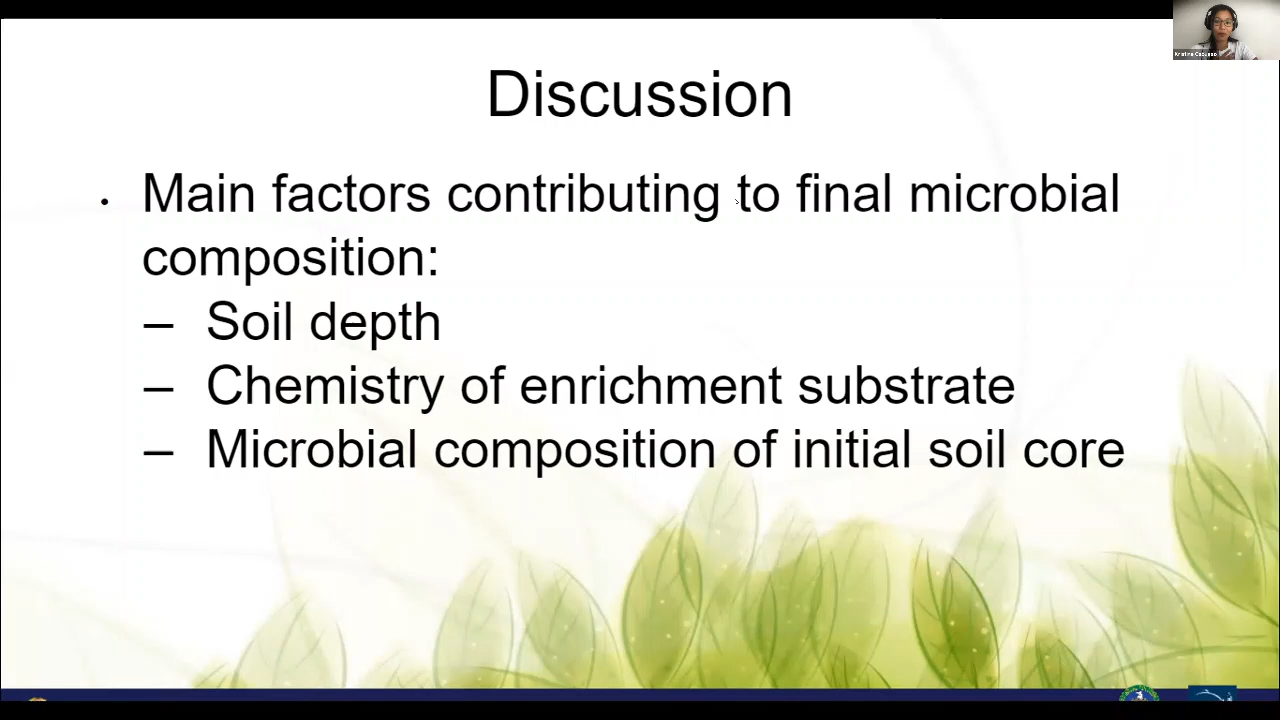 Discussion
• Main factors contributing to final microbial
composition:
– Soil depth
– Chemistry of enrichment substrate
– Microbial composition of initial soil core